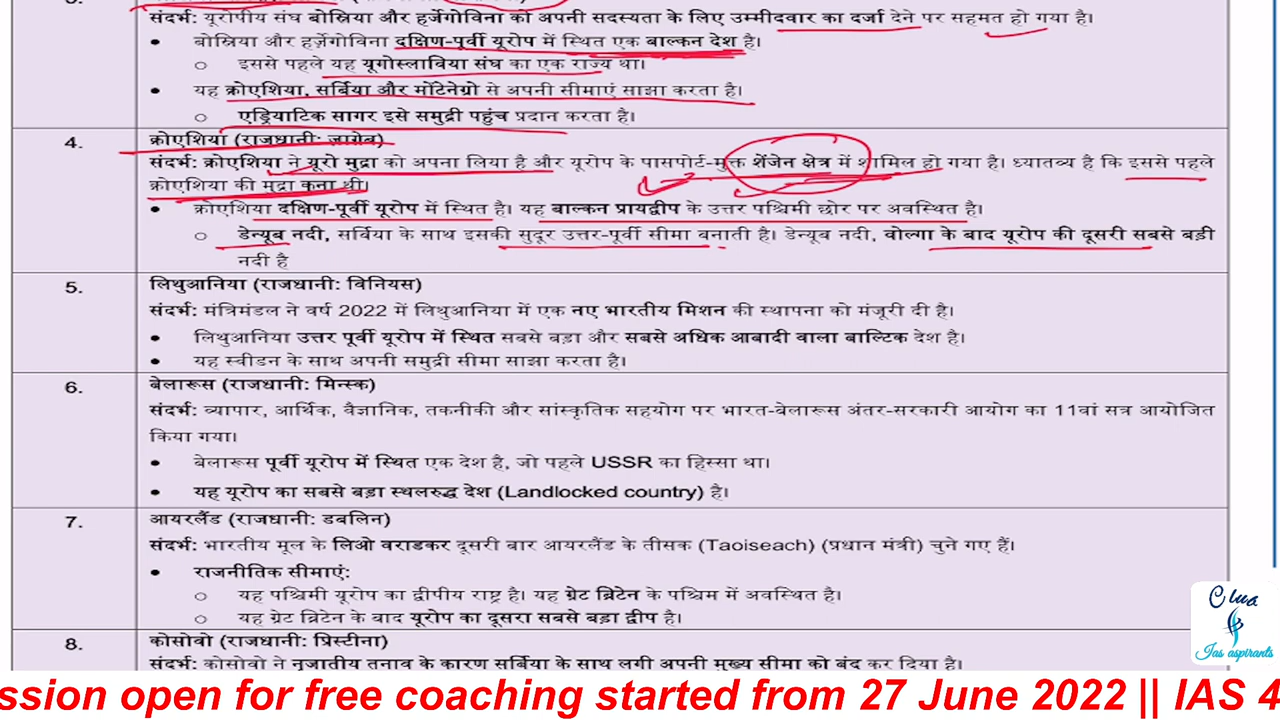 संदर्भ: यूरोपीय संघ बोस्निया और हर्जेगोविना को अपनी सदस्यता के लिए उम्मीदवार का दर्जा देने पर सहमत हो गया है।
• बोस्निया और हर्ज़ेगोविना दक्षिण-पूर्वी यूरोप में स्थित एक बाल्कन देश है।
○ इससे पहले यह यूगोस्लाविया संघ का एक राज्य था।
• यह क्रोएशिया, सर्बिया और मोंटेनेग्रो से अपनी सीमाएं साझा करता है।
○ एड्रियाटिक सागर इसे समुद्री पहुंच प्रदान करता है।
4. क्रोएशिया (राजधानी: ज़ाग्रेब)
संदर्भ: क्रोएशिया ने यूरो मुद्रा को अपना लिया है और यूरोप के पासपोर्ट-मुक्त शेंजेन क्षेत्र में शामिल हो गया है। ध्यातव्य है कि इससे पहले
क्रोएशिया की मुद्रा कुना थी।
• क्रोएशिया दक्षिण-पूर्वी यूरोप में स्थित है। यह बाल्कन प्रायद्वीप के उत्तर पश्चिमी छोर पर अवस्थित है।
○ डेन्यूब नदी, सर्बिया के साथ इसकी सुदूर उत्तर-पूर्वी सीमा बनाती है। डेन्यूब नदी, वोल्गा के बाद यूरोप की दूसरी सबसे बड़ी
नदी है
5. लिथुआनिया (राजधानी: विनियस)
संदर्भ: मंत्रिमंडल ने वर्ष 2022 में लिथुआनिया में एक नए भारतीय मिशन की स्थापना को मंजूरी दी है।
• लिथुआनिया उत्तर पूर्वी यूरोप में स्थित सबसे बड़ा और सबसे अधिक आबादी वाला बाल्टिक देश है।
• यह स्वीडन के साथ अपनी समुद्री सीमा साझा करता है।
6. बेलारूस (राजधानी: मिन्स्क)
संदर्भ: व्यापार, आर्थिक, वैज्ञानिक, तकनीकी और सांस्कृतिक सहयोग पर भारत-बेलारूस अंतर-सरकारी आयोग का 11वां सत्र आयोजित
किया गया।
• बेलारूस पूर्वी यूरोप में स्थित एक देश है, जो पहले USSR का हिस्सा था।
• यह यूरोप का सबसे बड़ा स्थलरुद्ध देश (Landlocked country) है।
7. आयरलैंड (राजधानी: डबलिन)
संदर्भ: भारतीय मूल के लिओ वराडकर दूसरी बार आयरलैंड के तीसक (Taoiseach) (प्रधान मंत्री) चुने गए हैं।
• राजनीतिक सीमाएं:
○ यह पश्चिमी यूरोप का द्वीपीय राष्ट्र है। यह ग्रेट ब्रिटेन के पश्चिम में अवस्थित है।
○ यह ग्रेट ब्रिटेन के बाद यूरोप का दूसरा सबसे बड़ा द्वीप है।
8. कोसोवो (राजधानी: प्रिस्टीना)
संदर्भ: कोसोवो ने नृजातीय तनाव के कारण सर्बिया के साथ लगी अपनी मुख्य सीमा को बंद कर दिया है।
Ias aspirants
ssion open for free coaching started from 27 June 2022 || IAS 4